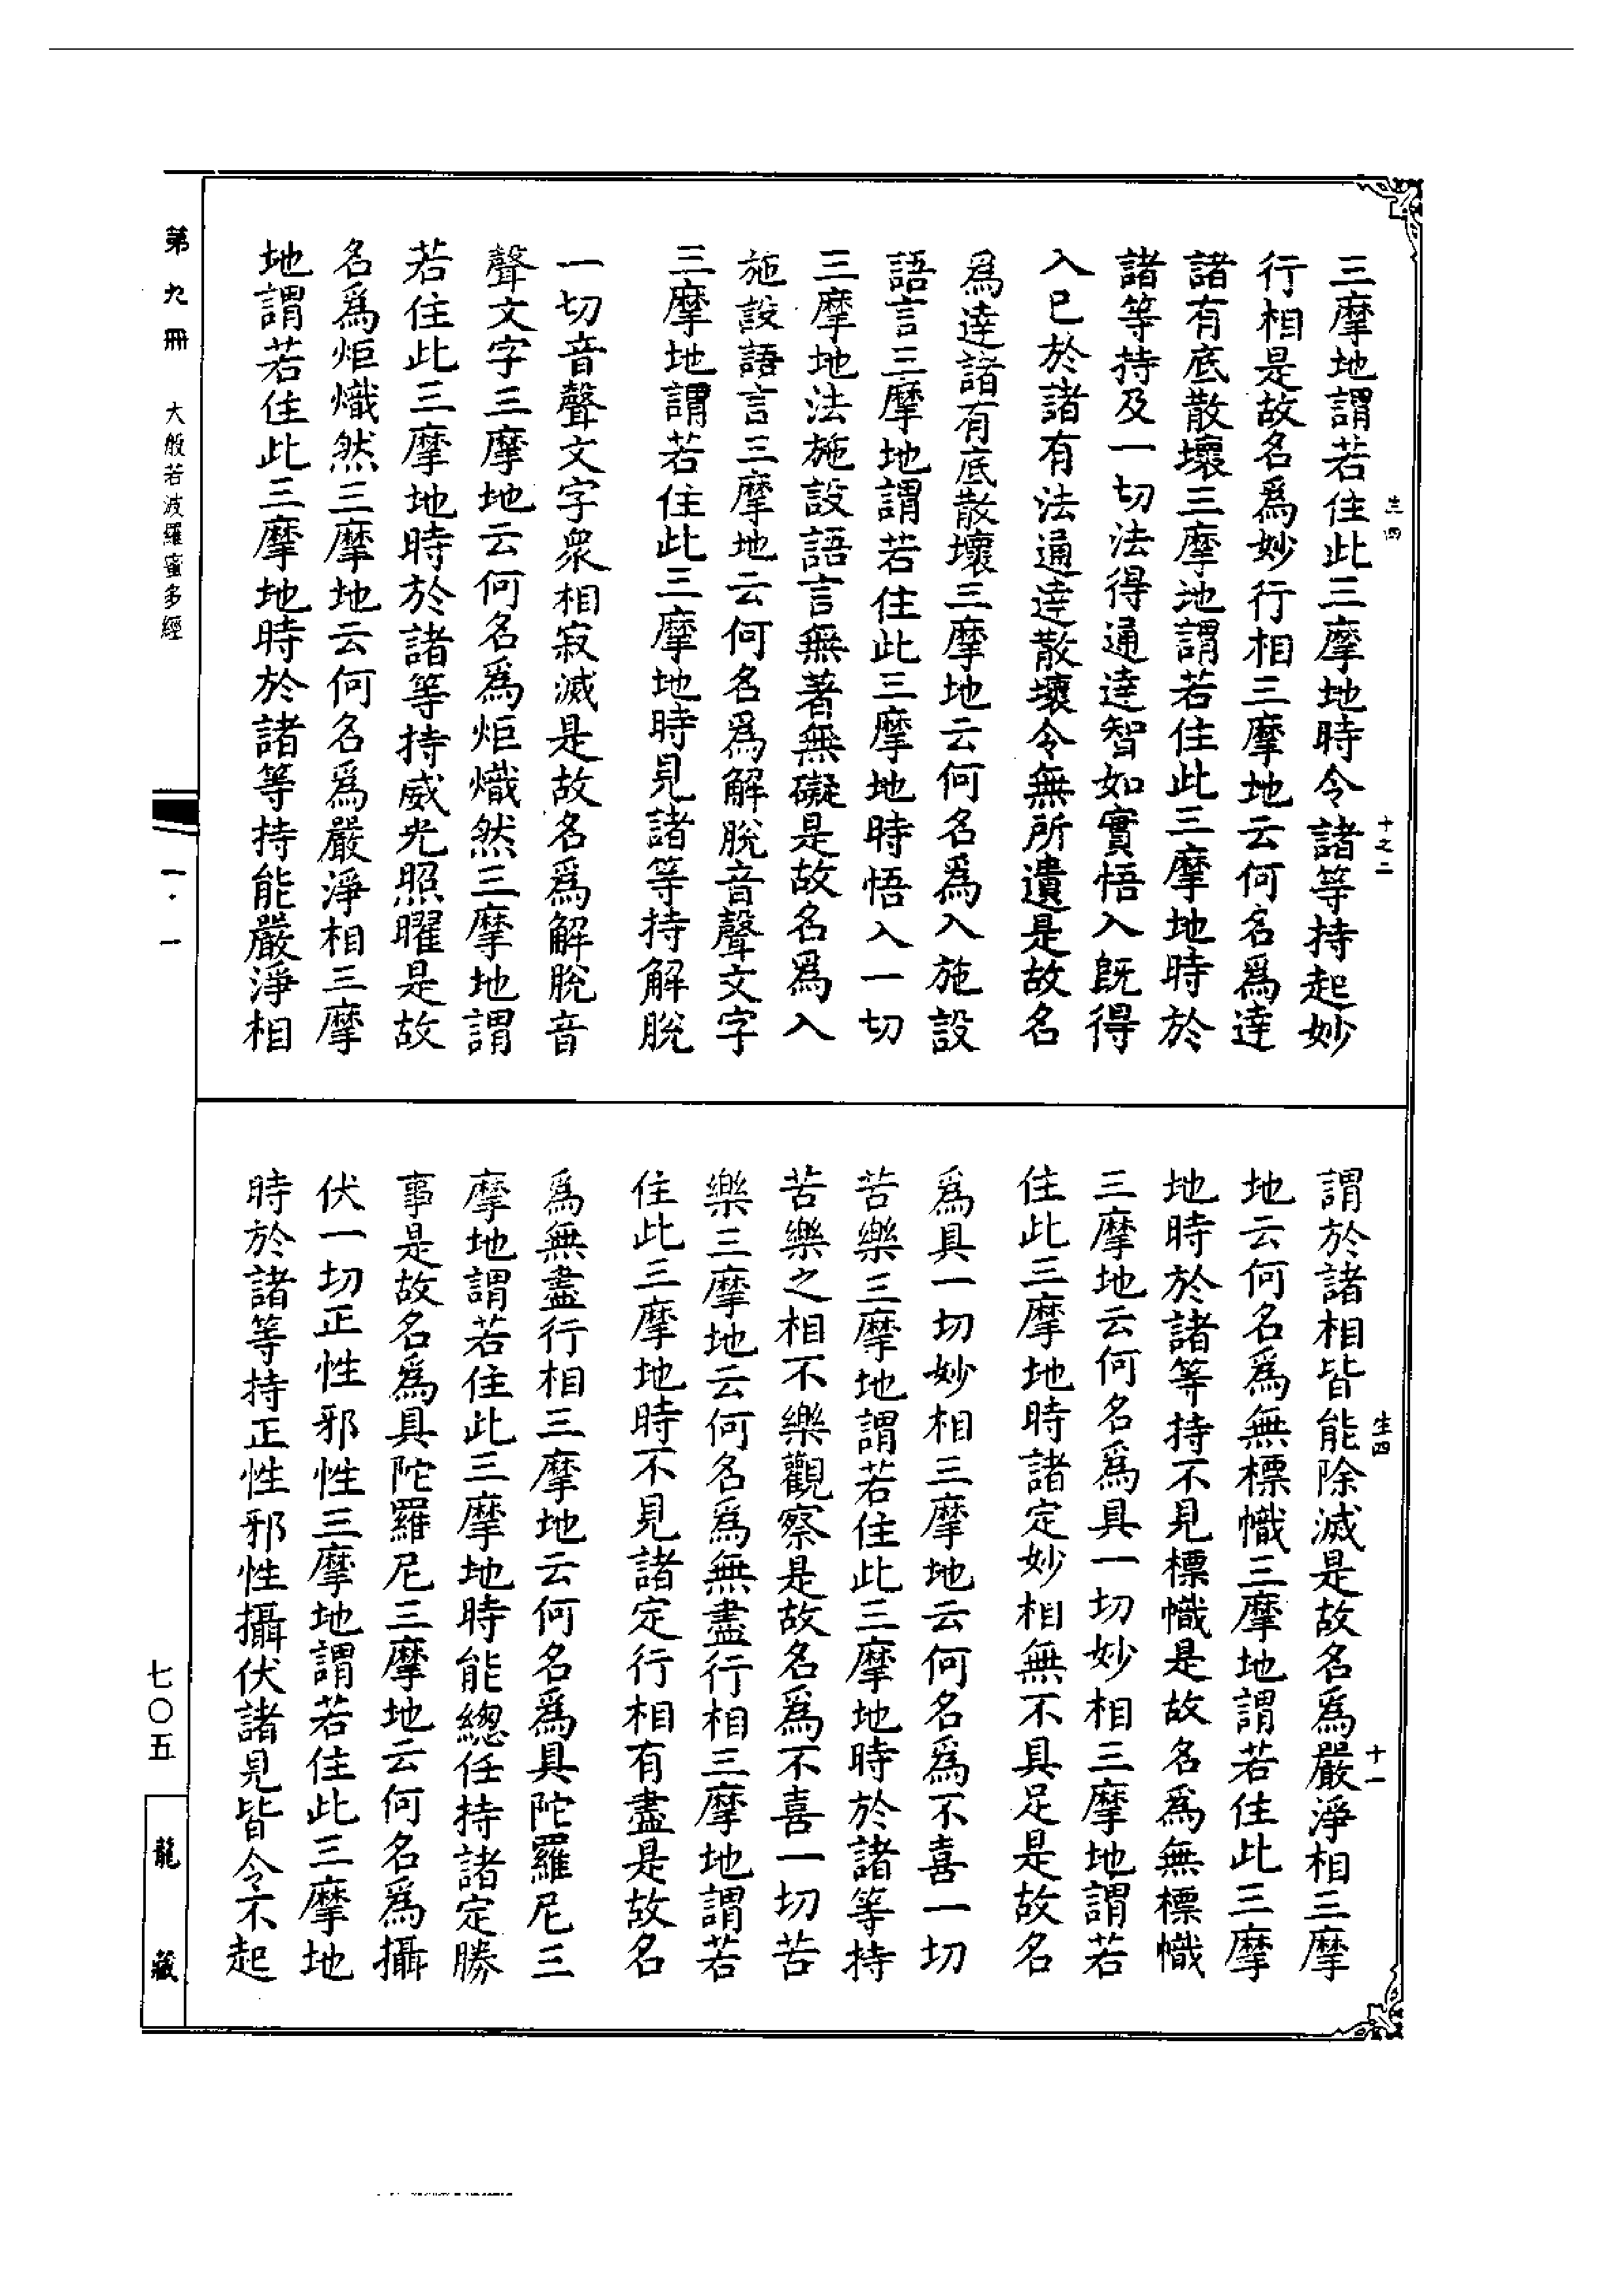 三摩地謂若住此三摩地時令諸等持起妙
行相是故名爲妙行相三摩地云何名爲達
諸有底散壞三摩地謂若住此三摩地時於
諸等持及一切法得通達智如實悟入既得
入已於諸有法通達散壞令無所遺是故名
爲達諸有底散壞三摩地云何名爲入施設
語言三摩地謂若住此三摩地時悟入一切
三摩地法施設語言無著無礙是故名爲入
施設語言三摩地云何名爲解脫音聲文字
三摩地謂若住此三摩地時見諸等持解脫
一切音聲文字衆相寂滅是故名爲解脫音
聲文字三摩地云何名爲炬熾然三摩地謂
若住此三摩地時於諸等持威光照曜是故
名爲炬熾然三摩地云何名爲嚴淨相三摩
地謂若住此三摩地時於諸等持能嚴淨相
生四
十之二
謂於諸相皆能除滅是故名爲嚴淨相三摩
地云何名爲無標幟三摩地謂若住此三摩
地時於諸等持不見標幟是故名爲無標幟
三摩地云何名爲具一切妙相三摩地謂若
住此三摩地時諸定妙相無不具足是故名
爲具一切妙相三摩地云何名爲不喜一切
苦樂三摩地謂若住此三摩地時於諸等持
苦樂之相不樂觀察是故名爲不喜一切苦
樂三摩地云何名爲無盡行相三摩地謂若
住此三摩地時不見諸定行相有盡是故名
爲無盡行相三摩地云何名爲具陀羅尼三
摩地謂若住此三摩地時能緫任持諸定勝
事是故名爲具陀羅尼三摩地云何名爲攝
伏一切正性邪性三摩地謂若住此三摩地
時於諸等持正性邪性攝伏諸見皆令不起
生四
十一
第九冊
大般若波羅蜜多經
一·一
七〇五
龍藏